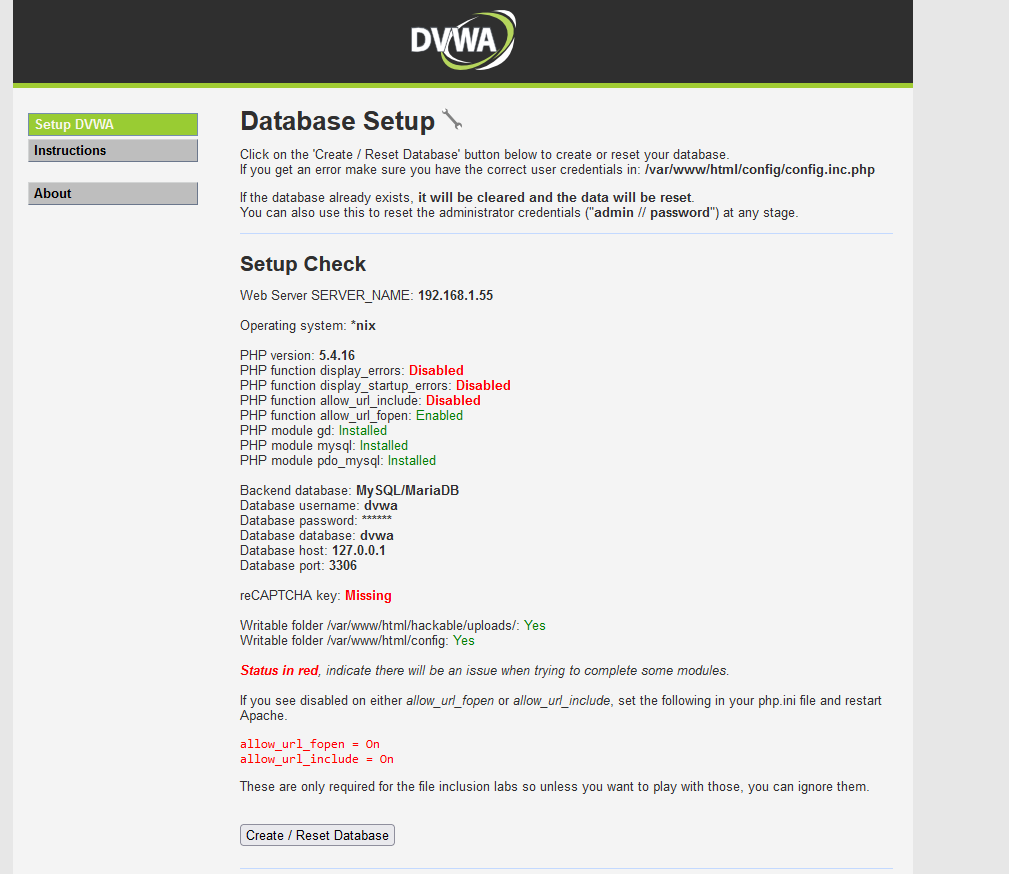 DVWA
Setup DVWA
Instructions
About
Database Setup
Click on the 'Create / Reset Database' button below to create or reset your database.
If you get an error make sure you have the correct user credentials in: /var/www/html/config/config.inc.php
If the database already exists, it will be cleared and the data will be reset.
You can also use this to reset the administrator credentials ("admin // password") at any stage.
Setup Check
Web Server SERVER_NAME: 192.168.1.55
Operating system: *nix
PHP version: 5.4.16
PHP function display_errors: Disabled
PHP function display_startup_errors: Disabled
PHP function allow_url_include: Disabled
PHP function allow_url_fopen: Enabled
PHP module gd: Installed
PHP module mysql: Installed
PHP module pdo_mysql: Installed
Backend database: MySQL/MariaDB
Database username: dvwa
Database password: ******
Database database: dvwa
Database host: 127.0.0.1
Database port: 3306
reCAPTCHA key: Missing
Writable folder /var/www/html/hackable/uploads/: Yes
Writable folder /var/www/html/config: Yes
Status in red, indicate there will be an issue when trying to complete some modules.
If you see disabled on either allow_url_fopen or allow_url_include, set the following in your php.ini file and restart
Apache.
allow_url_fopen = On
allow_url_include = On
These are only required for the file inclusion labs so unless you want to play with those, you can ignore them.
Create / Reset Database